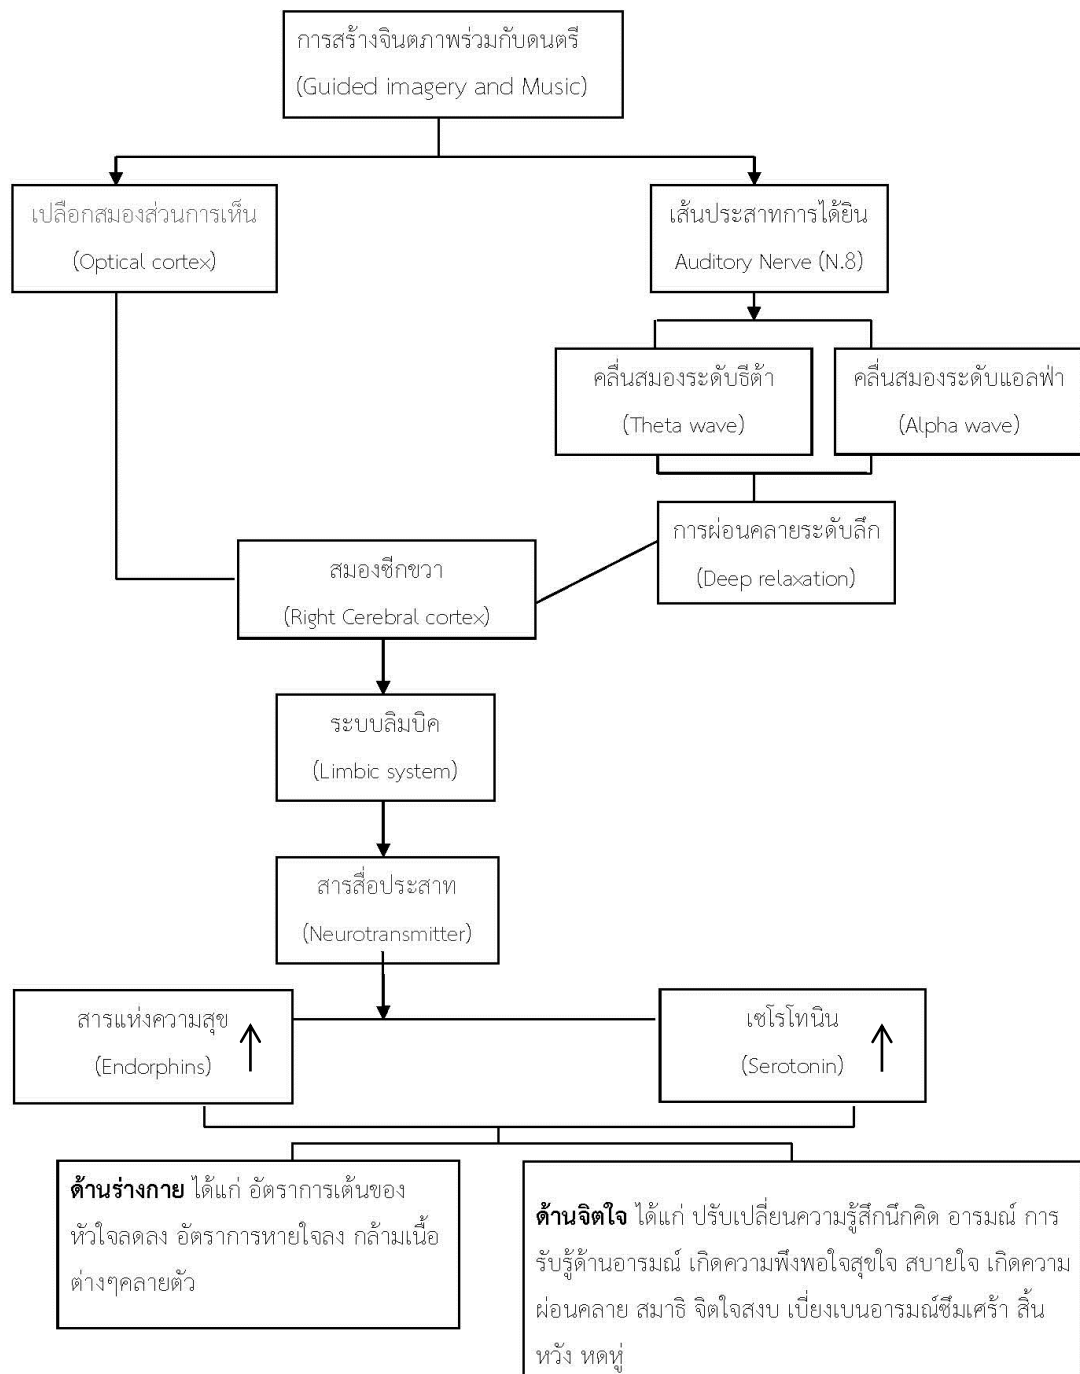 การสร้างจินตภาพร่วมกับดนตรี
(Guided imagery and Music)
เปลือกสมองส่วนการเห็น
(Optical cortex)
เส้นประสาทการได้ยิน
Auditory Nerve (N.8)
คลื่นสมองระดับธีต้า
(Theta wave)
คลื่นสมองระดับแอลฟ่า
(Alpha wave)
การผ่อนคลายระดับลึก
(Deep relaxation)
สมองซีกขวา
(Right Cerebral cortex)
ระบบลิมบิค
(Limbic system)
สารสื่อประสาท
(Neurotransmitter)
สารแห่งความสุข
(Endorphins)
เซโรโทนิน
(Serotonin)
ด้านร่างกาย ได้แก่ อัตราการเต้นของ
หัวใจลดลง อัตราการหายใจลง กล้ามเนื้อ
ต่างๆคลายตัว
ด้านจิตใจ ได้แก่ ปรับเปลี่ยนความรู้สึกนึกคิด อารมณ์ การ
รับรู้ด้านอารมณ์ เกิดความพึงพอใจสุขใจ สบายใจ เกิดความ
ผ่อนคลาย สมาธิ จิตใจสงบ เบี่ยงเบนอารมณ์ซึมเศร้า สิ้น
หวัง หดหู่